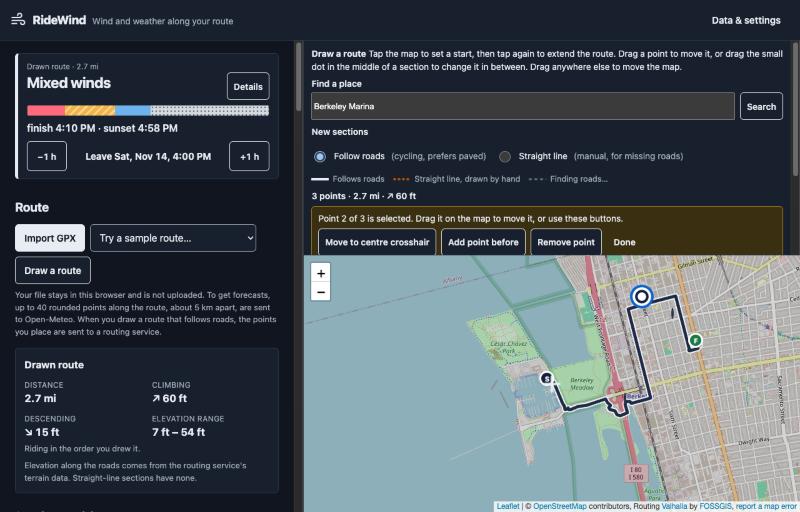 RideWind Wind and weather along your route
Data & settings
Drawn route · 2.7 mi
Mixed winds
Details
finish 4:10 PM · sunset 4:58 PM
−1 h
Leave Sat, Nov 14, 4:00 PM
+1 h
Route
Import GPX
Try a sample route...
Draw a route
Your file stays in this browser and is not uploaded. To get forecasts,
up to 40 rounded points along the route, about 5 km apart, are sent
to Open-Meteo. When you draw a route that follows roads, the points
you place are sent to a routing service.
Drawn route
DISTANCE
2.7 mi
CLIMBING
↗ 60 ft
DESCENDING
↘ 15 ft
ELEVATION RANGE
7 ft – 54 ft
Riding in the order you drew it.
Elevation along the roads comes from the routing service's
terrain data. Straight-line sections have none.
Draw a route Tap the map to set a start, then tap again to extend the route. Drag a point to move it, or drag the small
dot in the middle of a section to change it in between. Drag anywhere else to move the map.
Find a place
Berkeley Marina
Search
New sections
Follow roads (cycling, prefers paved)
Straight line (manual, for missing roads)
Follows roads
Straight line, drawn by hand
Finding roads...
3 points · 2.7 mi · ↗ 60 ft
Point 2 of 3 is selected. Drag it on the map to move it, or use these buttons.
Move to centre crosshair
Add point before
Remove point
Done
+
−
Albany
Gilman Street
César Chávez
Park
Berkeley
Meadow
S
F
Sacramento Street
Dwight Way
I 80
I 580
Aquatic
Leaflet | © OpenStreetMap contributors, Routing Valhalla by FOSSGIS, report a map error